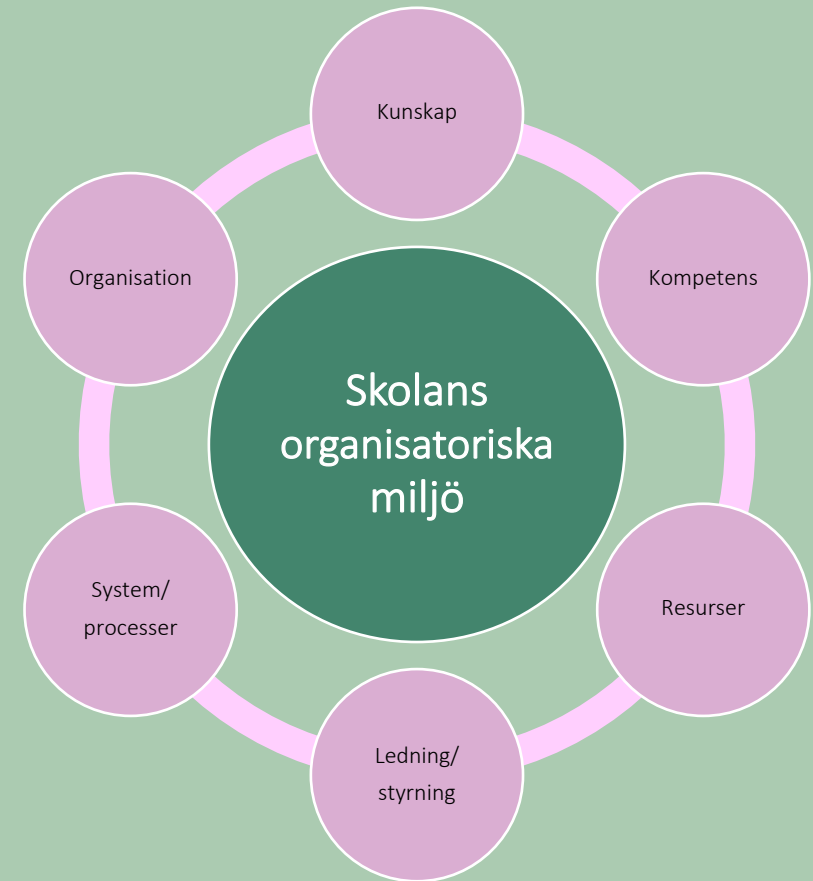 Kunskap
Kompetens
Resurser
Ledning/
styrning
System/
processer
Organisation
Skolans
organisatoriska
miljö